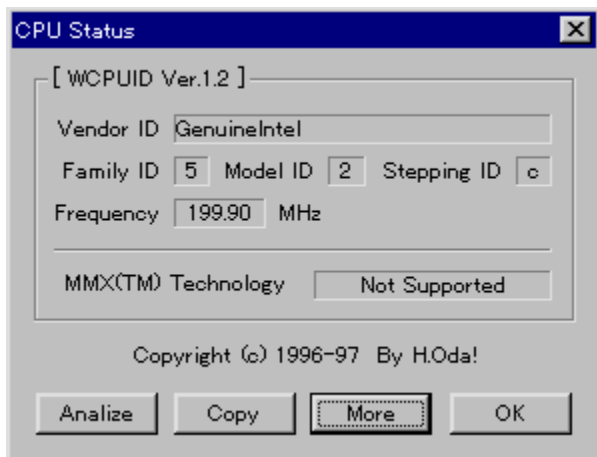 CPU Status
[ WCPUID Ver.1.2 ]
Vendor ID GenuineIntel
Family ID 5 Model ID 2 Stepping ID c
Frequency 199.90 MHz
MMX(TM) Technology Not Supported
Copyright (c) 1996-97 By H.Oda!
Analize Copy More OK